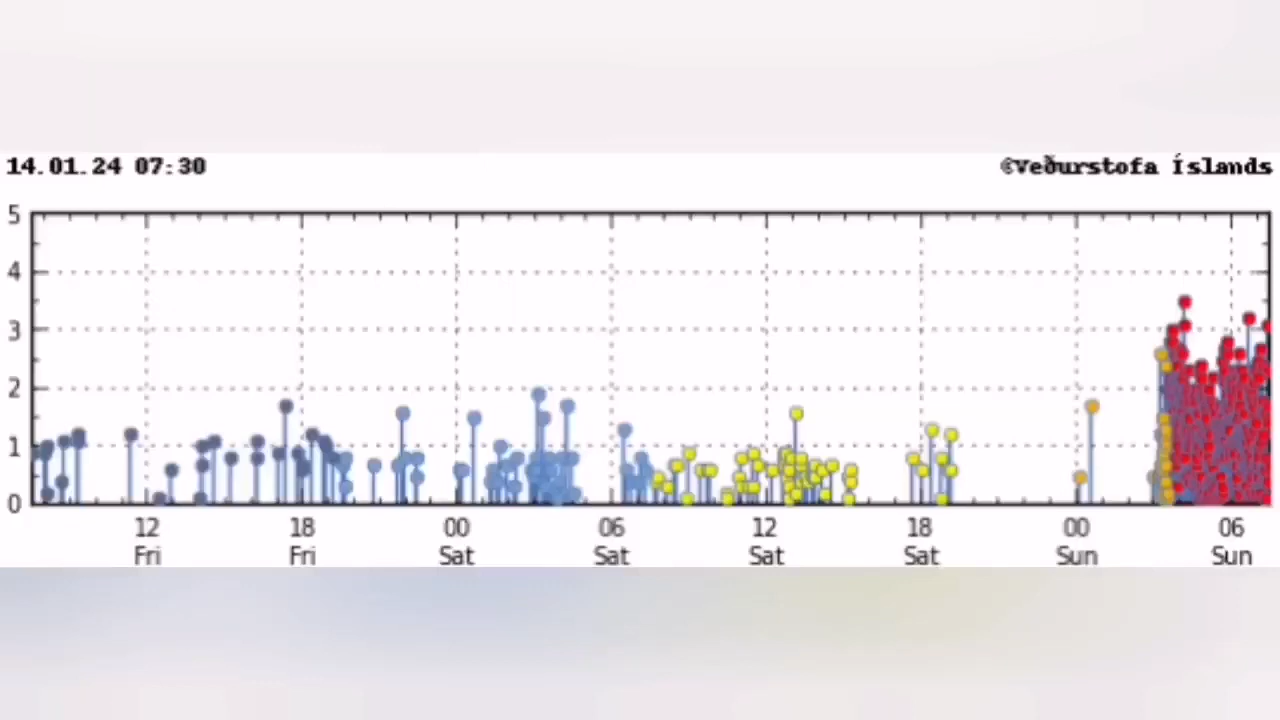 14.01.24 07:30 ©Veðurstofa Íslands
5
4
3
2
1
0
12 18 00 06 12 18 00 06
Fri Fri Sat Sat Sat Sat Sun Sun